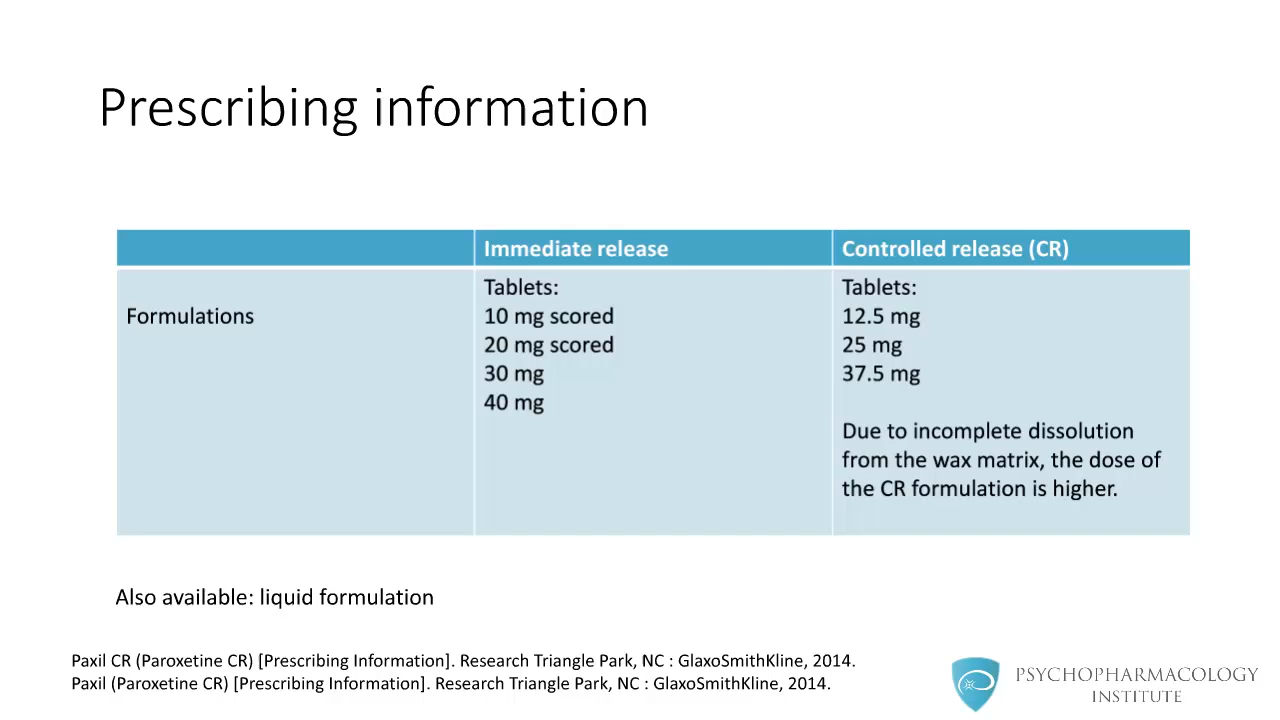 Prescribing information
Immediate release
Controlled release (CR)
Formulations
Tablets:
10 mg scored
20 mg scored
30 mg
40 mg
Tablets:
12.5 mg
25 mg
37.5 mg
Due to incomplete dissolution
from the wax matrix, the dose of
the CR formulation is higher.
Also available: liquid formulation
Paxil CR (Paroxetine CR) [Prescribing Information]. Research Triangle Park, NC : GlaxoSmithKline, 2014.
Paxil (Paroxetine CR) [Prescribing Information]. Research Triangle Park, NC : GlaxoSmithKline, 2014.
PSYCHOPHARMACOLOGY
INSTITUTE